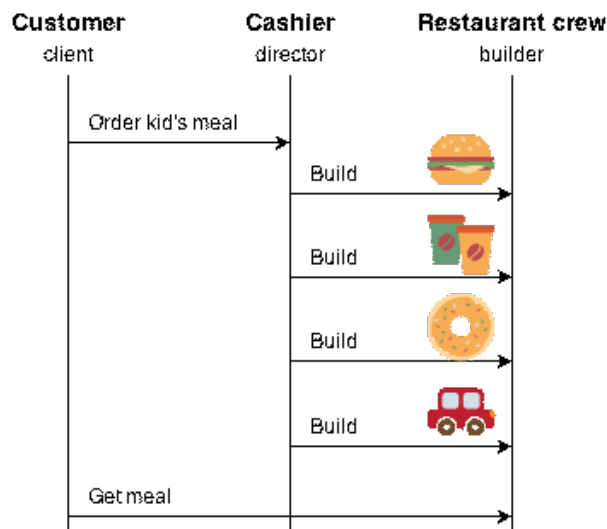 Customer Cashier Restaurant crew
client director builder
Order kid's meal
Build
Build
Build
Build
Get meal